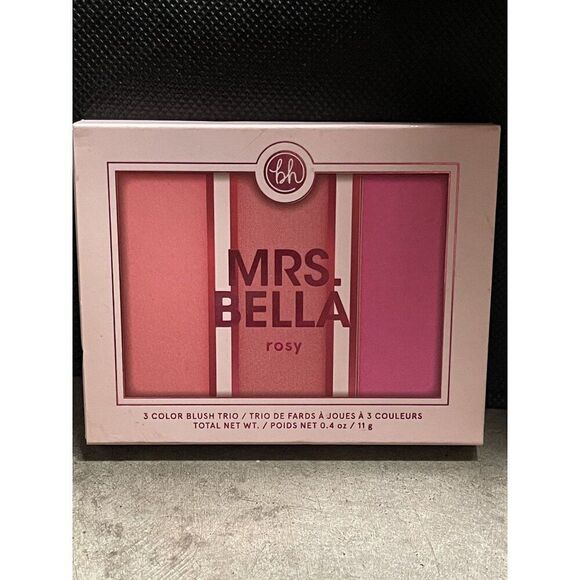 bh
MRS.
BELLA
rosy
3 COLOR BLUSH TRIO / TRIO DE FARDS À JOUES À 3 COULEURS
TOTAL NET WT. / POIDS NET 0.4 oz / 11 g